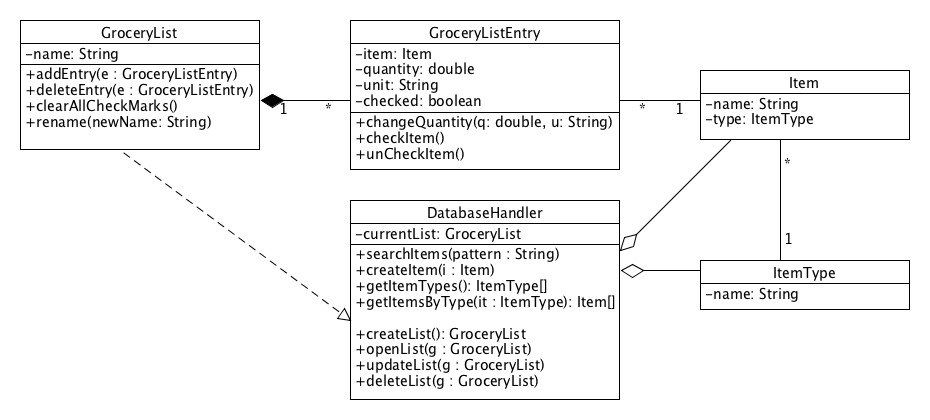 GroceryList
-name: String
+addEntry(e : GroceryListEntry)
+deleteEntry(e : GroceryListEntry)
+clearAllCheckMarks()
+rename(newName: String)
1
*
GroceryListEntry
-item: Item
-quantity: double
-unit: String
-checked: boolean
+changeQuantity(q: double, u: String)
+checkItem()
+unCheckItem()
*
1
Item
-name: String
-type: ItemType
*
1
DatabaseHandler
-currentList: GroceryList
+searchItems(pattern : String)
+createItem(i : Item)
+getItemTypes(): ItemType[]
+getItemsByType(it : ItemType): Item[]
+createList(): GroceryList
+openList(g : GroceryList)
+updateList(g : GroceryList)
+deleteList(g : GroceryList)
ItemType
-name: String